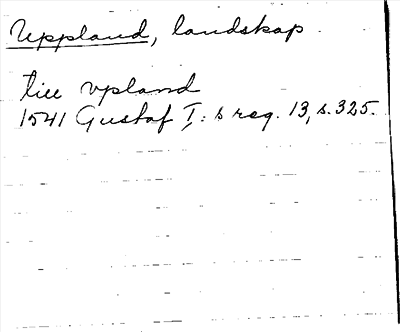 Uppland, landskap.
till vpland
1541 Gustaf I:s reg. 13, s. 325.